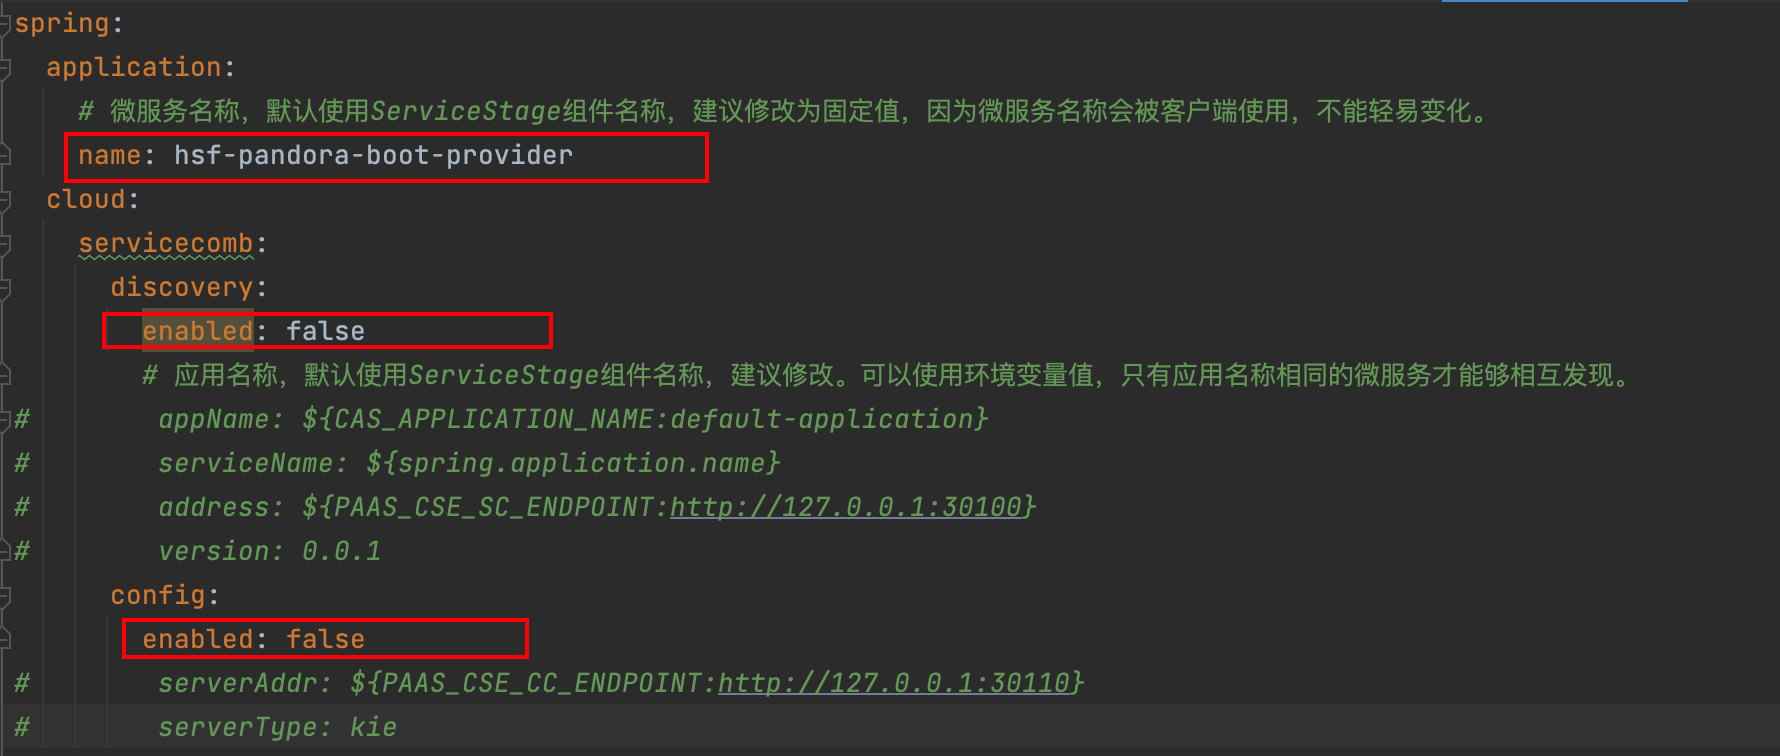 spring:
application:
# 微服务名称，默认使用ServiceStage组件名称，建议修改为固定值，因为微服务名称会被客户端使用，不能轻易变化。
name: hsf-pandora-boot-provider
cloud:
servicecomb:
discovery:
enabled: false
# 应用名称，默认使用ServiceStage组件名称，建议修改。可以使用环境变量值，只有应用名称相同的微服务才能够相互发现。
# appName: ${CAS_APPLICATION_NAME:default-application}
# serviceName: ${spring.application.name}
# address: ${PAAS_CSE_SC_ENDPOINT:http://127.0.0.1:30100}
# version: 0.0.1
config:
enabled: false
# serverAddr: ${PAAS_CSE_CC_ENDPOINT:http://127.0.0.1:30110}
# serverType: kie